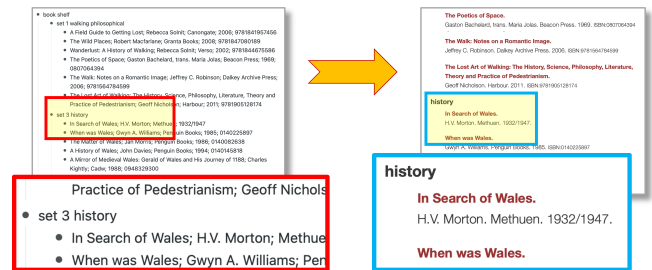 book shelf
set 1 walking philosophical
A Field Guide to Getting Lost; Rebecca Solnit; Canongate; 2006; 9781841957456
The Wild Places; Robert Macfarlane; Granta Books; 2008; 9781847080189
Wanderlust: A History of Walking; Rebecca Solnit; Verso; 2002; 9781844675586
The Poetics of Space; Gaston Bachelard, trans. Maria Jolas; Beacon Press; 1969;
0807064394
The Walk: Notes on a Romantic Image; Jeffrey C. Robinson; Dalkey Archive Press;
2006; 9781564784599
The Lost Art of Walking: The History, Science, Philosophy, Literature, Theory and
Practice of Pedestrianism; Geoff Nicholson; Harbour; 2011; 9781905128174
set 3 history
In Search of Wales; H.V. Morton; Methuen; 1932/1947
When was Wales; Gwyn A. Williams; Penguin Books; 1985; 0140225897
The Matter of Wales; Jan Morris; Penguin Books; 1986; 0140082638
A History of Wales; John Davies; Penguin Books; 1994; 0140145818
A Mirror of Medieval Wales: Gerald of Wales and His Journey of 1188; Charles
Kightly; Cadw; 1988; 0948329300
Practice of Pedestrianism; Geoff Nichols
set 3 history
In Search of Wales; H.V. Morton; Methue
When was Wales; Gwyn A. Williams; Pen
The Poetics of Space.
Gaston Bachelard, trans. Maria Jolas. Beacon Press. 1969. ISBN:0807064394
The Walk: Notes on a Romantic Image.
Jeffrey C. Robinson. Dalkey Archive Press. 2006. ISBN:9781564784599
The Lost Art of Walking: The History, Science, Philosophy, Literature,
Theory and Practice of Pedestrianism.
Geoff Nicholson. Harbour. 2011. ISBN:9781905128174
history
In Search of Wales.
H.V. Morton. Methuen. 1932/1947.
When was Wales.
Gwyn A. Williams. Penguin Books. 1985. ISBN:0140225897
history
In Search of Wales.
H.V. Morton. Methuen. 1932/1947.
When was Wales.